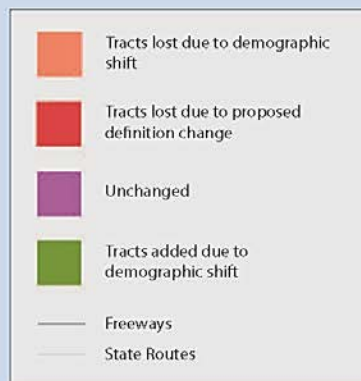 Tracts lost due to demographic
shift
Tracts lost due to proposed
definition change
Unchanged
Tracts added due to
demographic shift
Freeways
State Routes